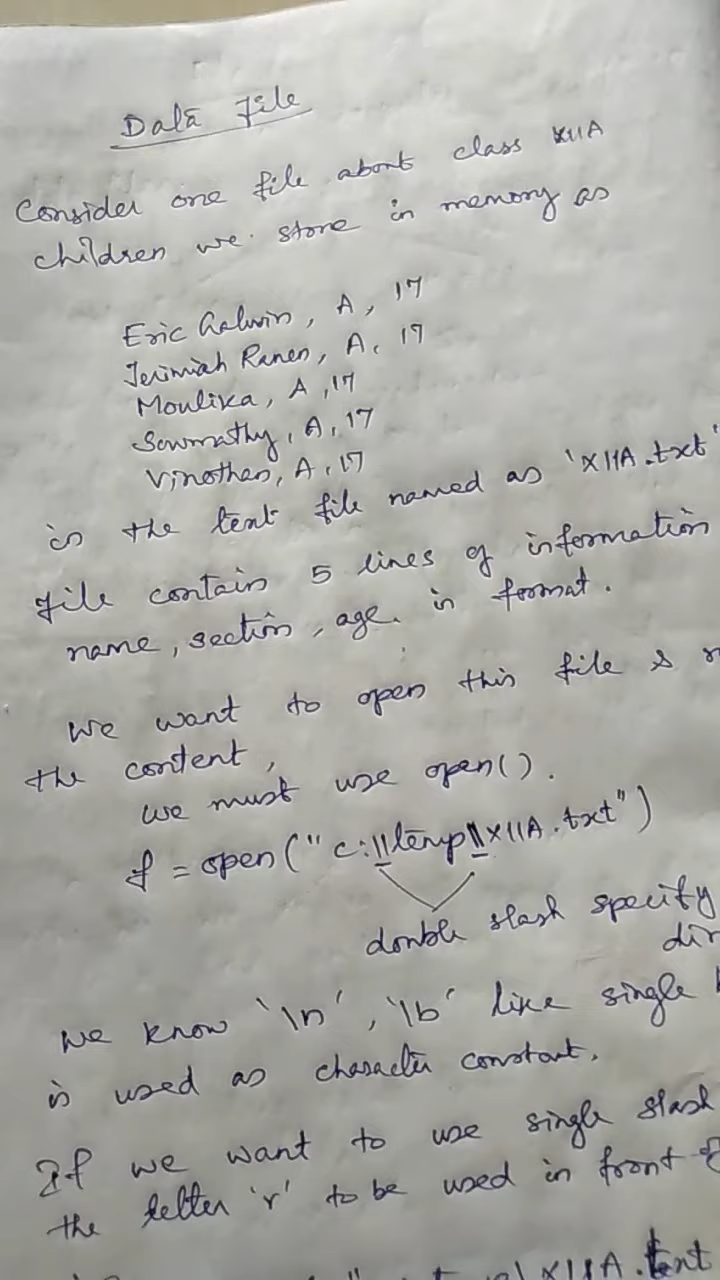 Data File
Consider one file about class XIIA
children we store in memory as
Eric Galwin, A, 17
Jerimiah Ranen, A, 17
Moulika, A, 17
Sowmathy, A, 17
Vinothan, A, 17
is the text file named as 'XIIA.txt'
file contain 5 lines of information
name, section, age in format.
We want to open this file &
the content,
we must use open().
f = open("c:\\temp\\XIIA.txt")
double slash specify
We know '\n', '\b' like single
is used as character constant.
If we want to use single slash
the letter 'r' to be used in front of
XIIA.txt